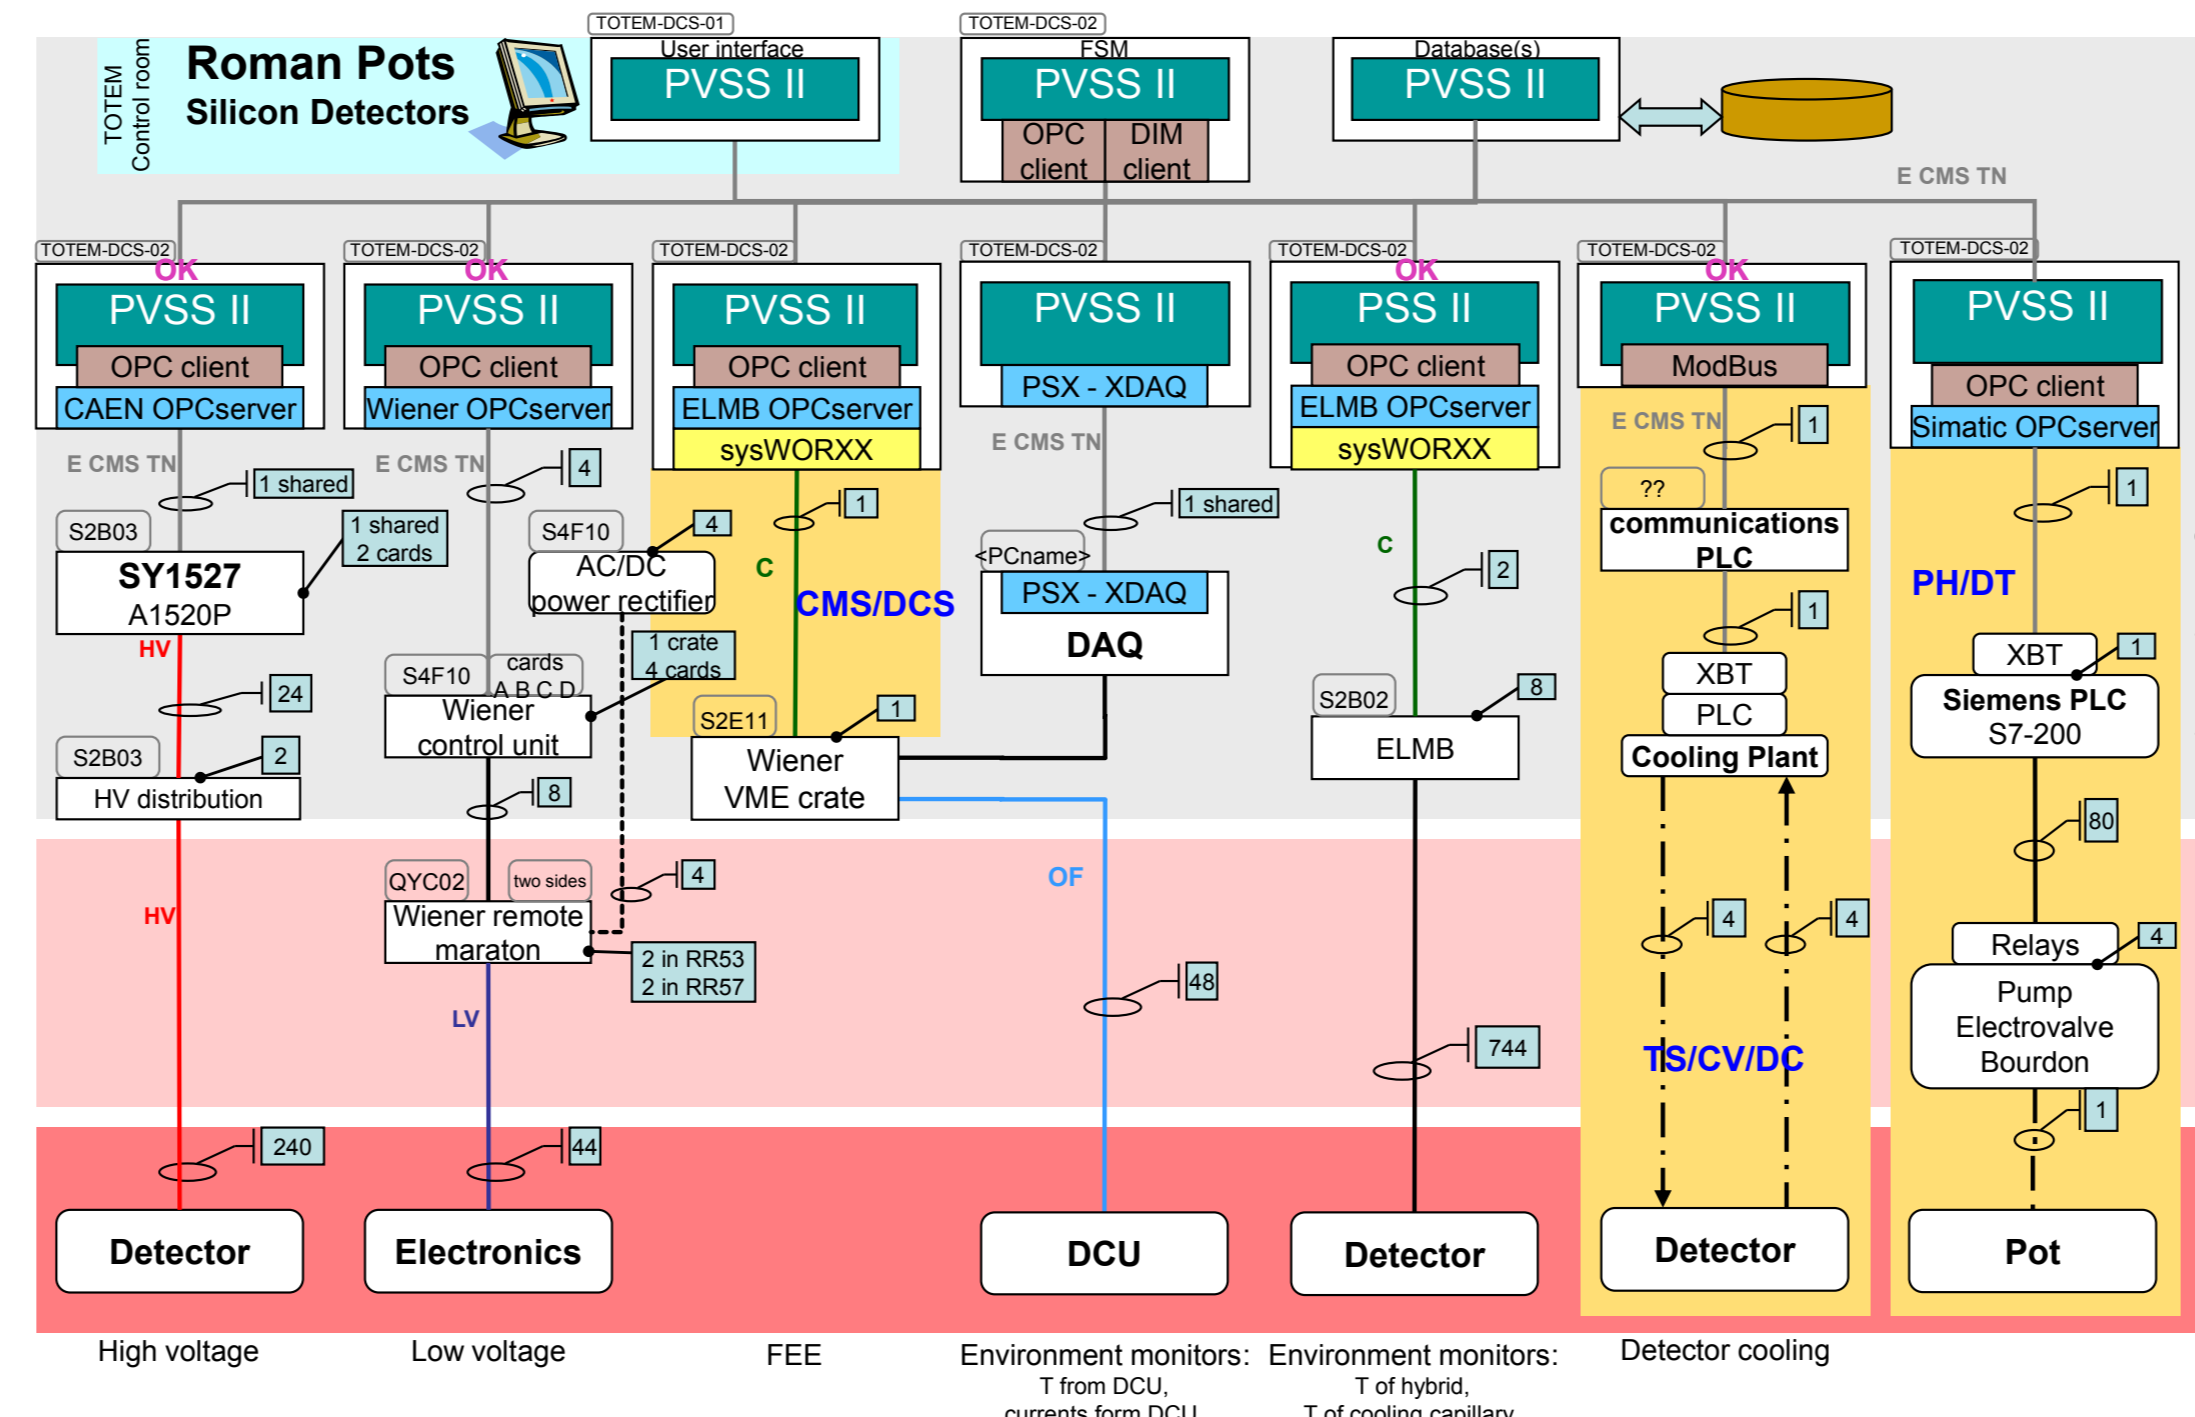 TOTEM-DCS-01
TOTEM-DCS-02
TOTEM
Control room
Roman Pots
Silicon Detectors
User interface
PVSS II
FSM
PVSS II
OPC
client
DIM
client
Database(s)
PVSS II
E CMS TN
TOTEM-DCS-02
OK
PVSS II
OPC client
CAEN OPCserver
E CMS TN
1 shared
S2B03
1 shared
2 cards
SY1527
A1520P
HV
24
S2B03
2
HV distribution
HV
240
Detector
High voltage
TOTEM-DCS-02
OK
PVSS II
OPC client
Wiener OPCserver
E CMS TN
4
S4F10
4
AC/DC
power rectifier
1 crate
4 cards
S4F10
cards
A B C D
Wiener
control unit
8
QYC02
two sides
4
Wiener remote
maraton
2 in RR53
2 in RR57
LV
44
Electronics
Low voltage
TOTEM-DCS-02
PVSS II
OPC client
ELMB OPCserver
sysWORXX
1
C
CMS/DCS
S2E11
1
Wiener
VME crate
FEE
TOTEM-DCS-02
PVSS II
PSX - XDAQ
E CMS TN
1 shared
<PCname>
PSX - XDAQ
DAQ
OF
48
DCU
Environment monitors:
T from DCU,
currents form DCU
TOTEM-DCS-02
OK
PSS II
OPC client
ELMB OPCserver
sysWORXX
C
2
S2B02
8
ELMB
744
Detector
Environment monitors:
T of hybrid,
T of cooling capillary
TOTEM-DCS-02
OK
PVSS II
ModBus
E CMS TN
1
??
communications
PLC
1
XBT
PLC
Cooling Plant
4
4
TS/CV/DC
Detector
Detector cooling
TOTEM-DCS-02
PVSS II
OPC client
Simatic OPCserver
1
PH/DT
XBT
1
Siemens PLC
S7-200
80
Relays
4
Pump
Electrovalve
Bourdon
1
Pot